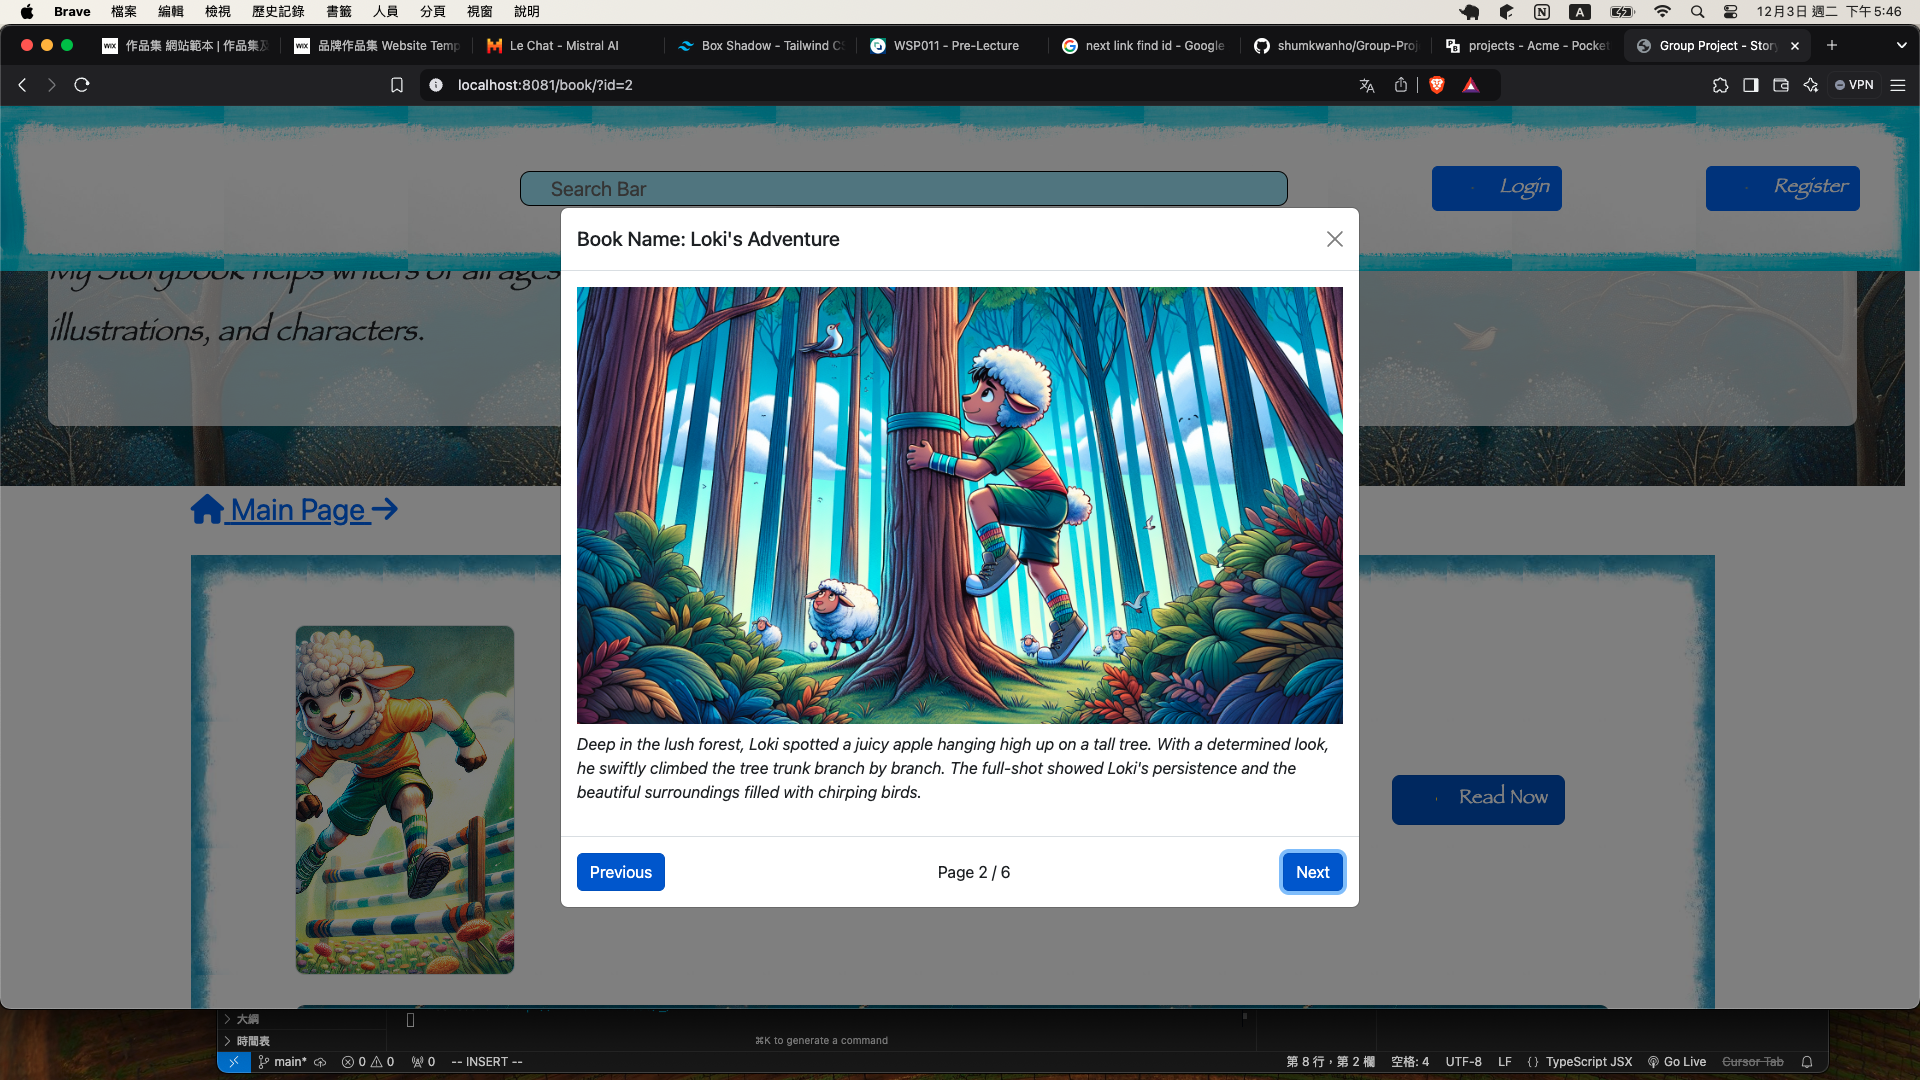 Brave 檔案 編輯 檢視 歷史記錄 書籤 人員 分頁 視窗 說明 A 12月3日 週二 下午5:46
WIX 作品集 網站範本 | 作品集及 WIX 品牌作品集 Website Temp Le Chat - Mistral AI Box Shadow - Tailwind CS WSP011 - Pre-Lecture next link find id - Google shumkwanho/Group-Proj projects - Acme - Pocket Group Project - Story
localhost:8081/book/?id=2 VPN
Search Bar Login Register
Book Name: Loki's Adventure
My Storybook helps writers of all ages
illustrations, and characters.
Main Page
Deep in the lush forest, Loki spotted a juicy apple hanging high up on a tall tree. With a determined look,
he swiftly climbed the tree trunk branch by branch. The full-shot showed Loki's persistence and the
beautiful surroundings filled with chirping birds.
Read Now
Previous Page 2 / 6 Next
大綱
時間表
⌘K to generate a command
main* 0 0 0 -- INSERT -- 第 8 行，第 2 欄 空格: 4 UTF-8 LF {} TypeScript JSX Go Live Cursor Tab